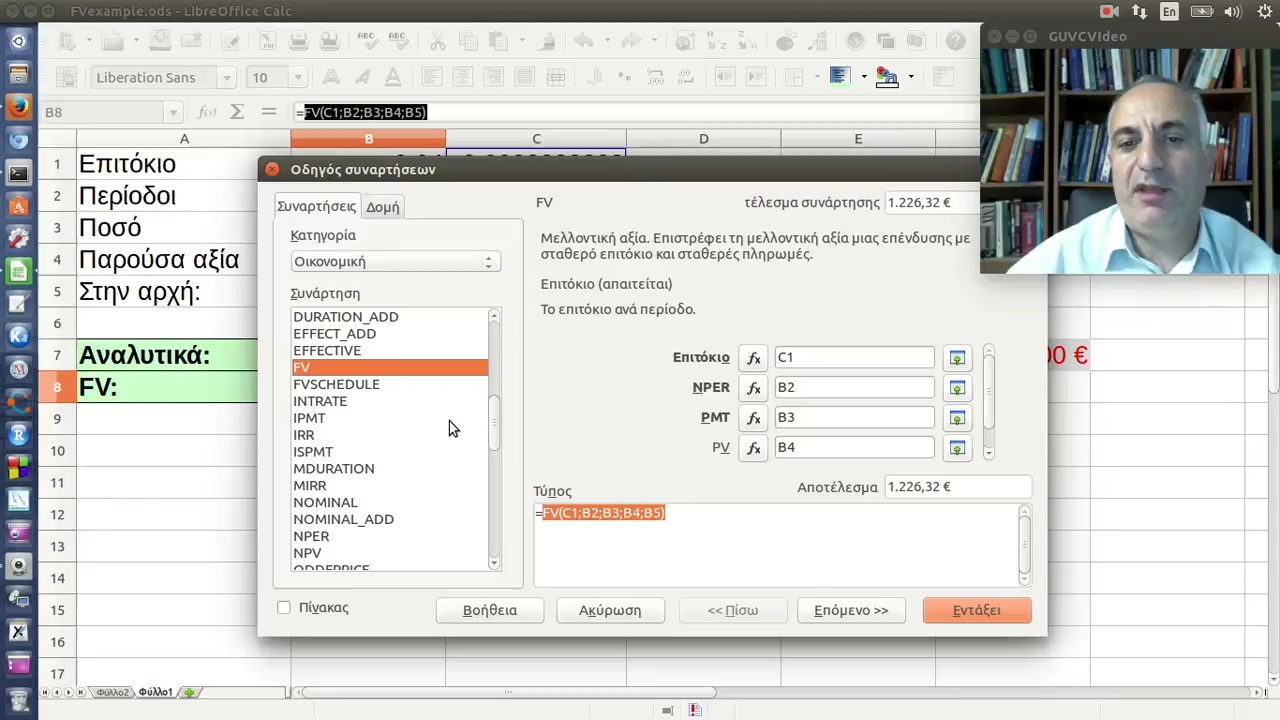 FVexample.ods - LibreOffice Calc
En
GUVCVIdeo
Liberation Sans
10
B8
=FV(C1;B2;B3;B4;B5)
A
B
C
D
E
1
Επιτόκιο
2
Περίοδοι
3
Ποσό
4
Παρούσα αξία
5
Στην αρχή:
6
7
Αναλυτικά:
8
FV:
9
10
11
12
13
14
15
16
17
€
Οδηγός συναρτήσεων
Συναρτήσεις
Δομή
Κατηγορία
Οικονομική
Συνάρτηση
DURATION_ADD
EFFECT_ADD
EFFECTIVE
FV
FVSCHEDULE
INTRATE
IPMT
IRR
ISPMT
MDURATION
MIRR
NOMINAL
NOMINAL_ADD
NPER
NPV
ODDFPRICE
FV
τέλεσμα συνάρτησης
1.226,32 €
Μελλοντική αξία. Επιστρέφει τη μελλοντική αξία μιας επένδυσης με
σταθερό επιτόκιο και σταθερές πληρωμές.
Επιτόκιο (απαιτείται)
Το επιτόκιο ανά περίοδο.
Επιτόκιο
C1
NPER
B2
PMT
B3
PV
B4
Τύπος
Αποτέλεσμα
1.226,32 €
=FV(C1;B2;B3;B4;B5)
Πίνακας
Βοήθεια
Ακύρωση
<< Πίσω
Επόμενο >>
Εντάξει
Φύλλο2
Φύλλο1